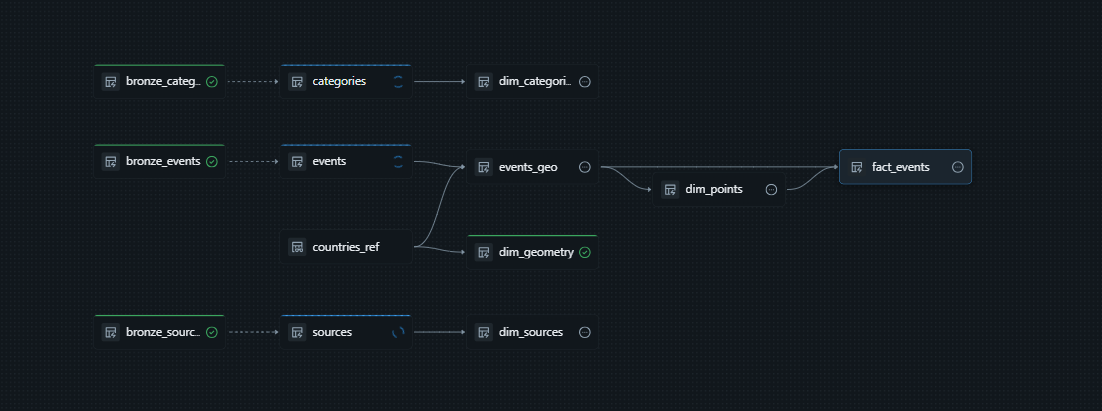 bronze_categ..
categories
dim_categori..
bronze_events
events
events_geo
fact_events
dim_points
countries_ref
dim_geometry
bronze_sourc..
sources
dim_sources